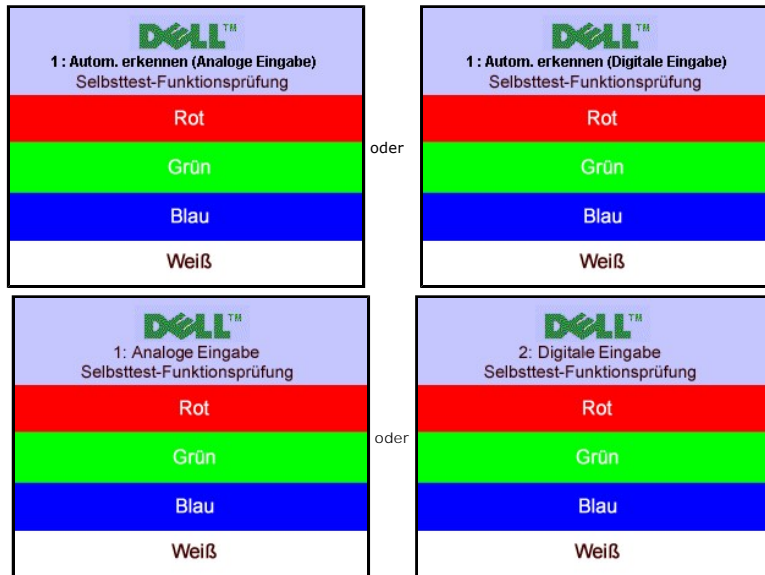 DELL™
1 : Autom. erkennen (Analoge Eingabe)
Selbsttest-Funktionsprüfung
Rot
Grün
Blau
Weiß
oder
DELL™
1 : Autom. erkennen (Digitale Eingabe)
Selbsttest-Funktionsprüfung
Rot
Grün
Blau
Weiß
DELL™
1: Analoge Eingabe
Selbsttest-Funktionsprüfung
Rot
Grün
Blau
Weiß
oder
DELL™
2: Digitale Eingabe
Selbsttest-Funktionsprüfung
Rot
Grün
Blau
Weiß